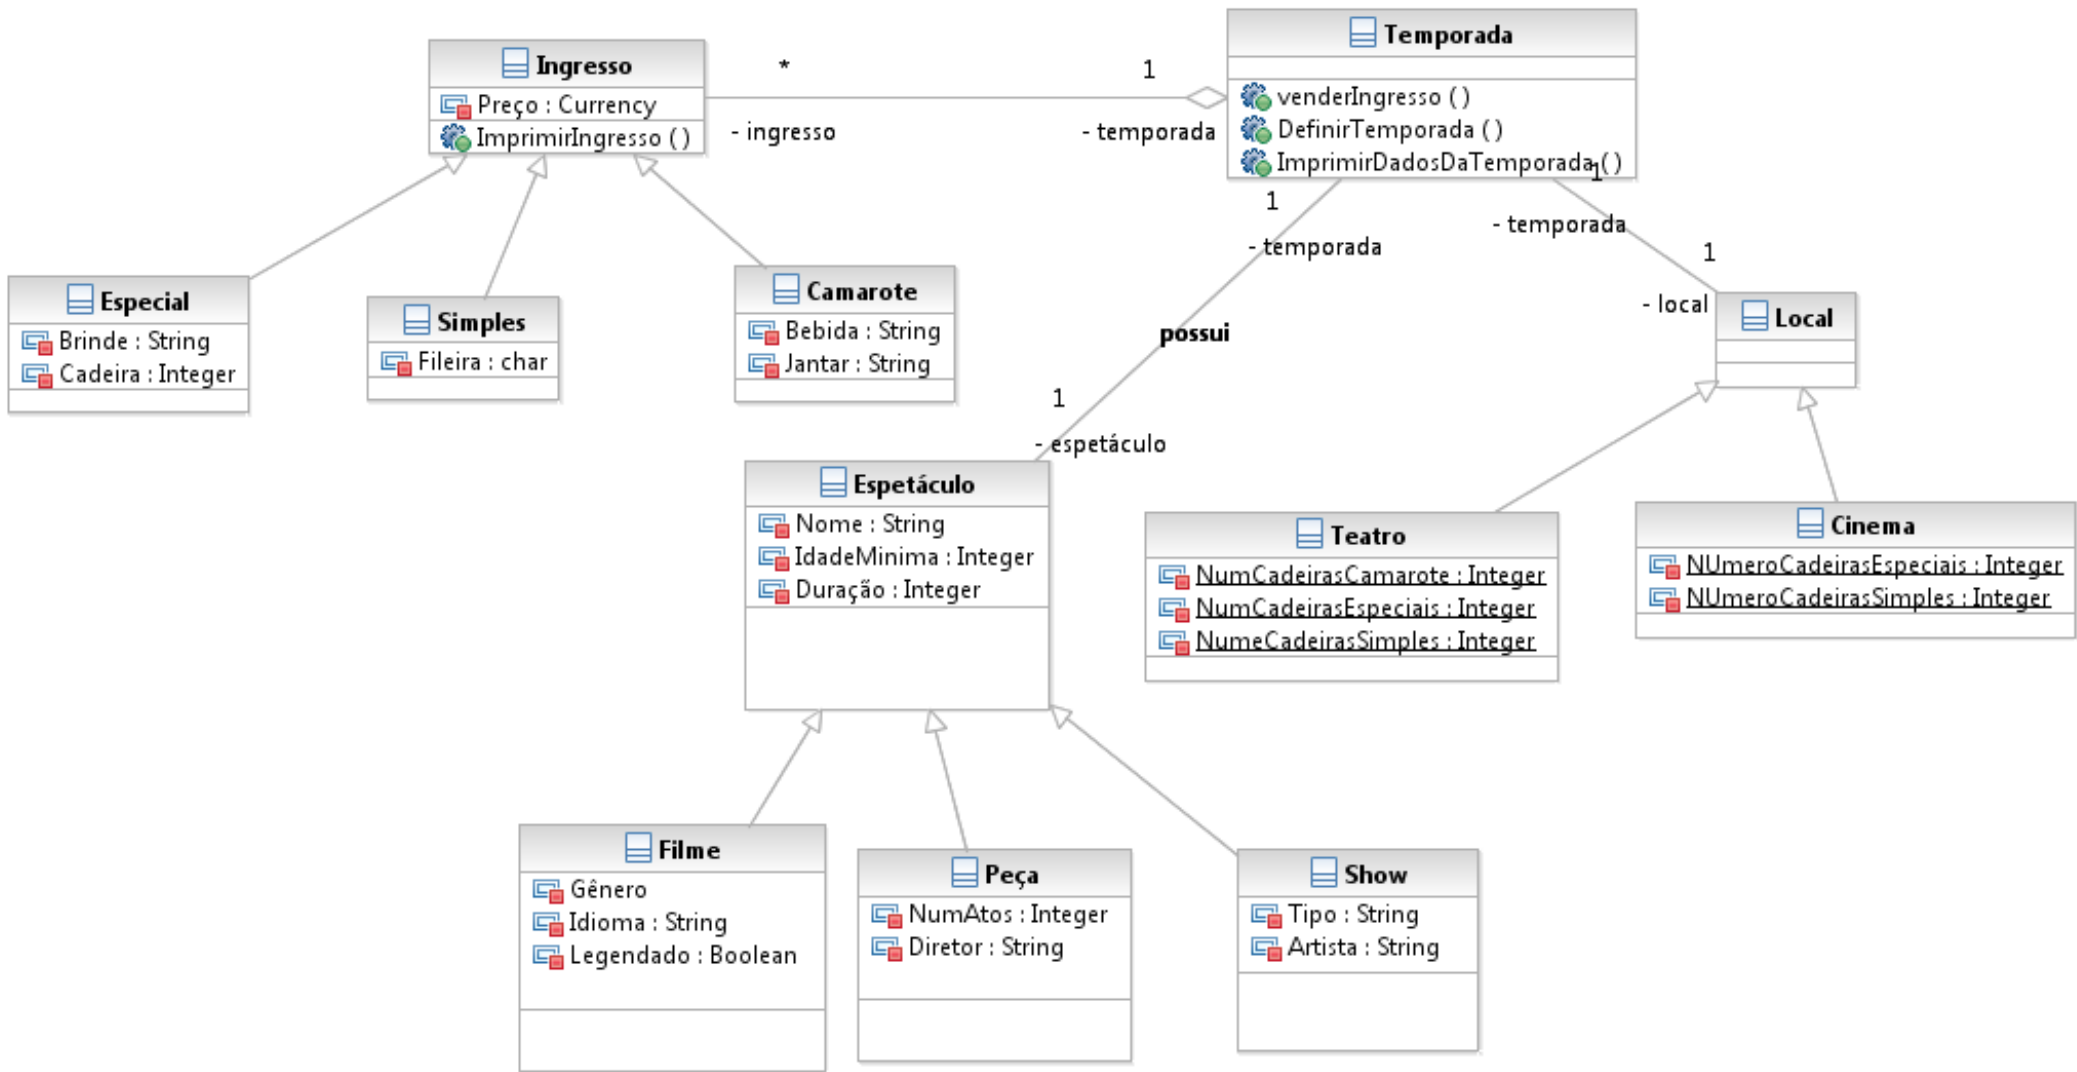 Ingresso
Preço : Currency
ImprimirIngresso ( )
*
1
- ingresso
- temporada
Temporada
venderIngresso ( )
DefinirTemporada ( )
ImprimirDadosDaTemporada ( )
1
1
- temporada
- temporada
1
- local
possui
1
- espetáculo
Especial
Brinde : String
Cadeira : Integer
Simples
Fileira : char
Camarote
Bebida : String
Jantar : String
Local
Espetáculo
Nome : String
IdadeMinima : Integer
Duração : Integer
Teatro
NumCadeirasCamarote : Integer
NumCadeirasEspeciais : Integer
NumeCadeirasSimples : Integer
Cinema
NUmeroCadeirasEspeciais : Integer
NUmeroCadeirasSimples : Integer
Filme
Gênero
Idioma : String
Legendado : Boolean
Peça
NumAtos : Integer
Diretor : String
Show
Tipo : String
Artista : String